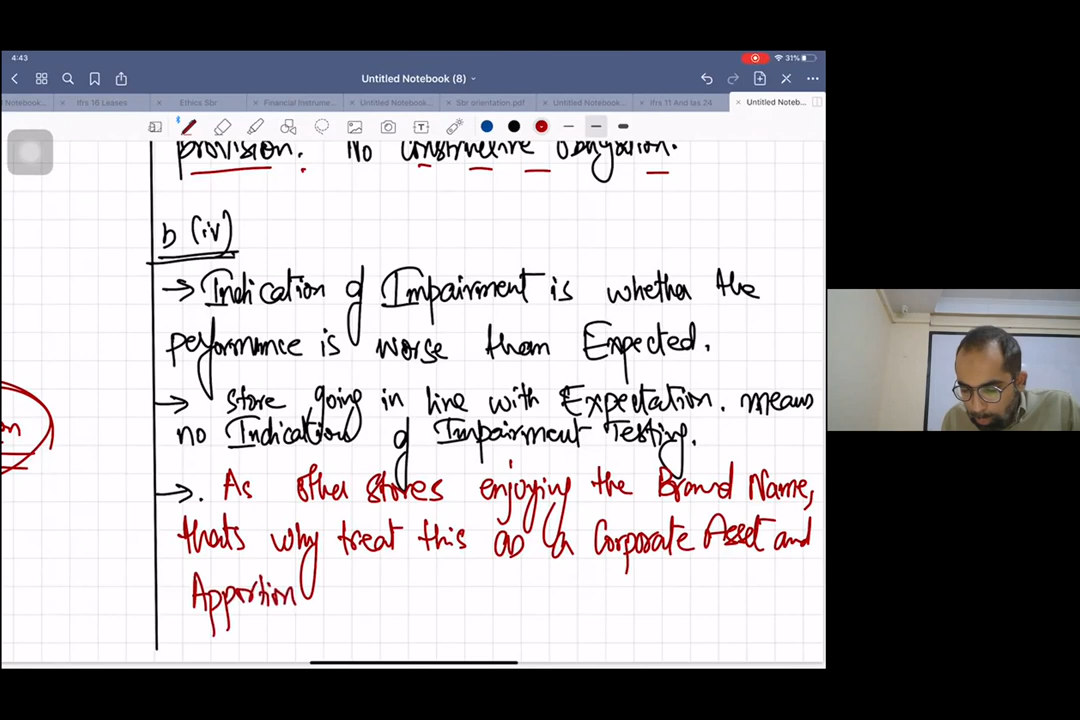 4:43
31%
Untitled Notebook (8)
Notebook... Ifrs 16 Leases Ethics Sbr Financial Instrume... Untitled Notebook... Sbr orientation.pdf Untitled Notebook... Ifrs 11 And Ias 24 Untitled Noteb...
provision. No constructive obligation.
b (iv)
→ Indication of Impairment is whether the
performance is worse than Expected.
→ store going in line with Expectation. means
no Indication of Impairment Testing.
on
→. As other stores enjoying the Brand Name,
thats why treat this as a Corporate Asset and
Apportion